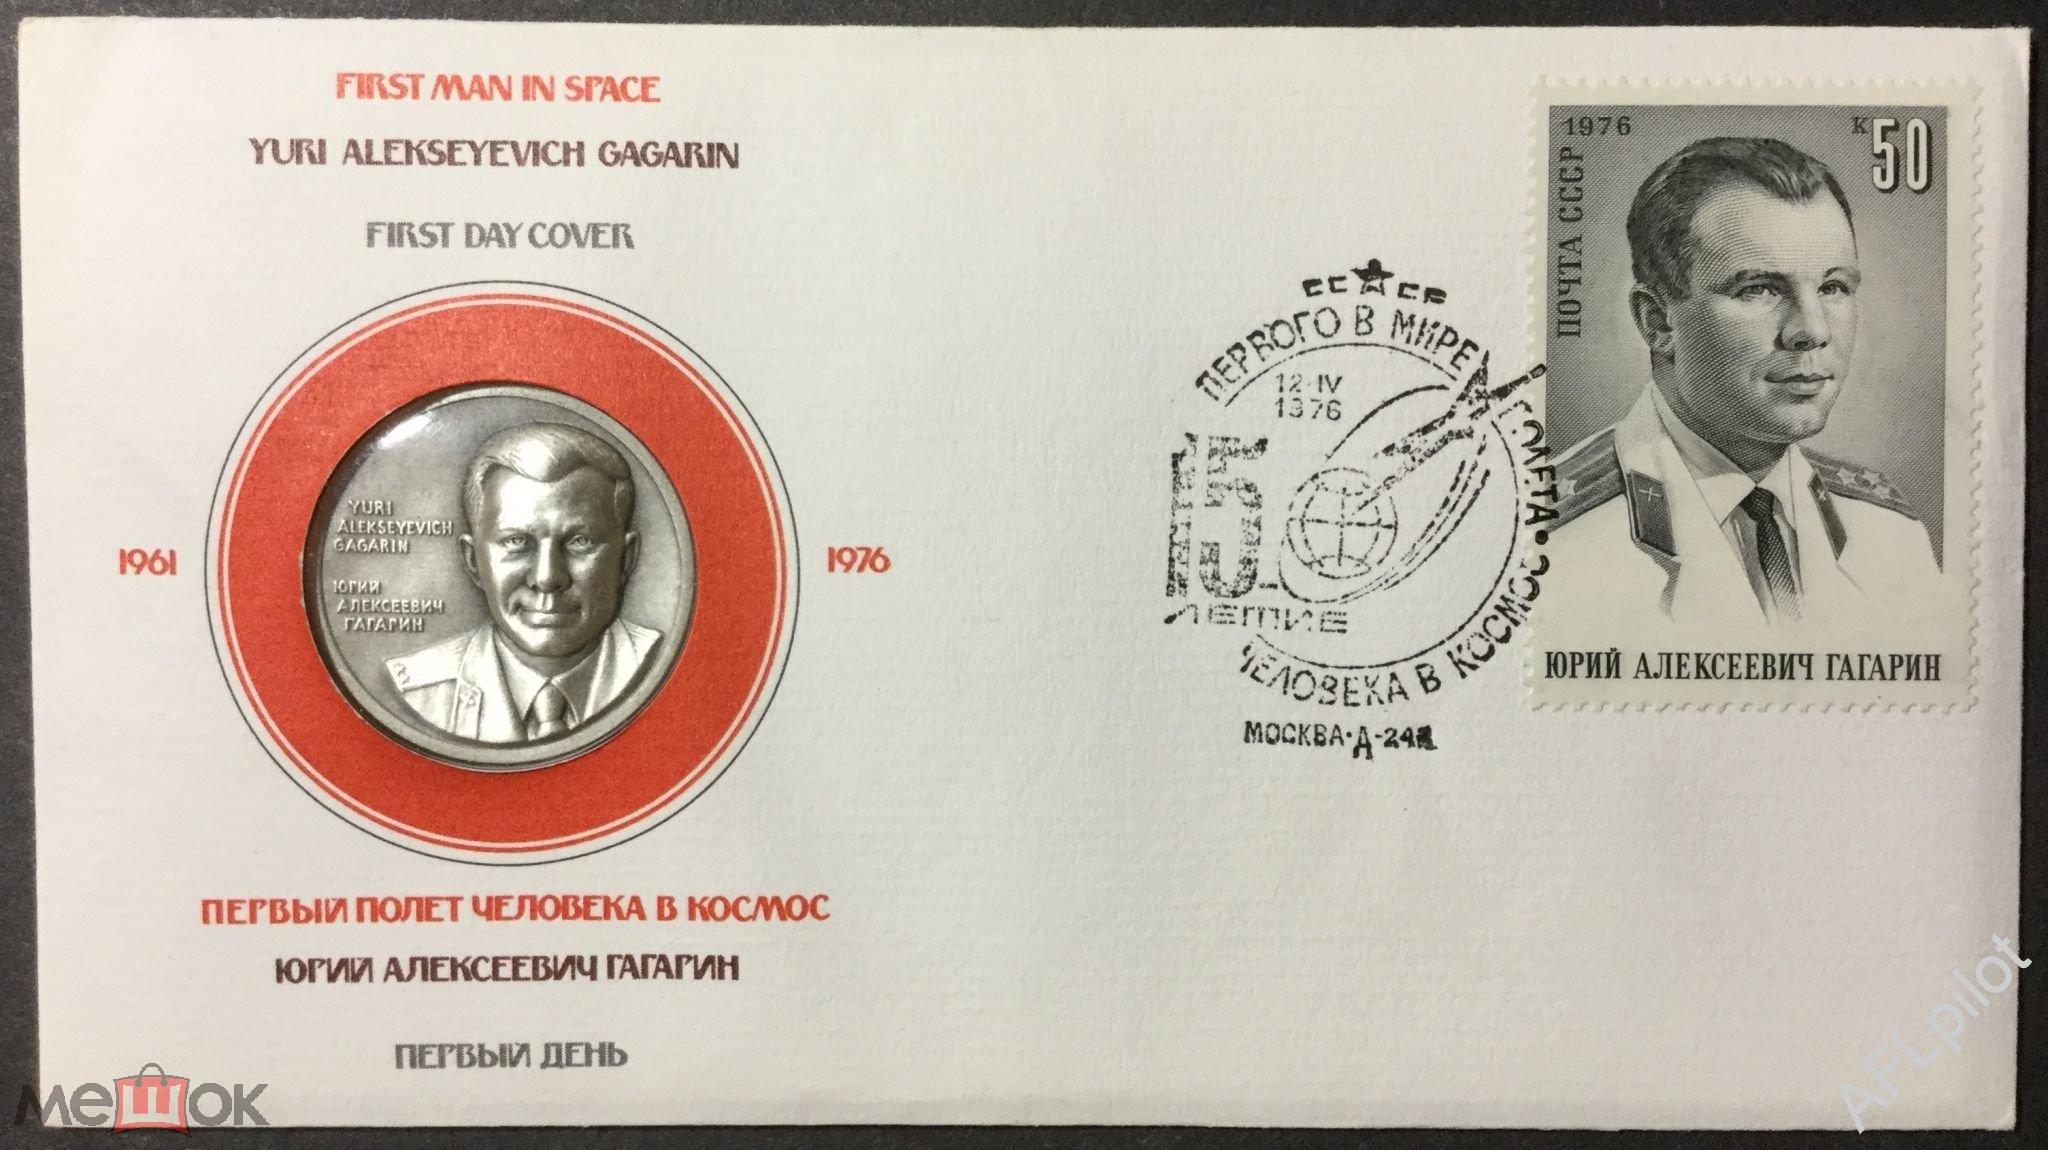 FIRST MAN IN SPACE
YURI ALEKSEYEVICH GAGARIN
FIRST DAY COVER
1961
YURI
ALEKSEYEVICH
GAGARIN
ЮРИЙ
АЛЕКСЕЕВИЧ
ГАГАРИН
1976
ПЕРВЫЙ ПОЛЕТ ЧЕЛОВЕКА В КОСМОС
ЮРИЙ АЛЕКСЕЕВИЧ ГАГАРИН
ПЕРВЫЙ ДЕНЬ
СССР
ПЕРВОГО В МИРЕ ПОЛЕТА
12·IV
1976
15-
ЛЕТИЕ
ЧЕЛОВЕКА В КОСМОС
МОСКВА·Д-24
1976
К50
ПОЧТА СССР
ЮРИЙ АЛЕКСЕЕВИЧ ГАГАРИН
мешок
AFLpilot